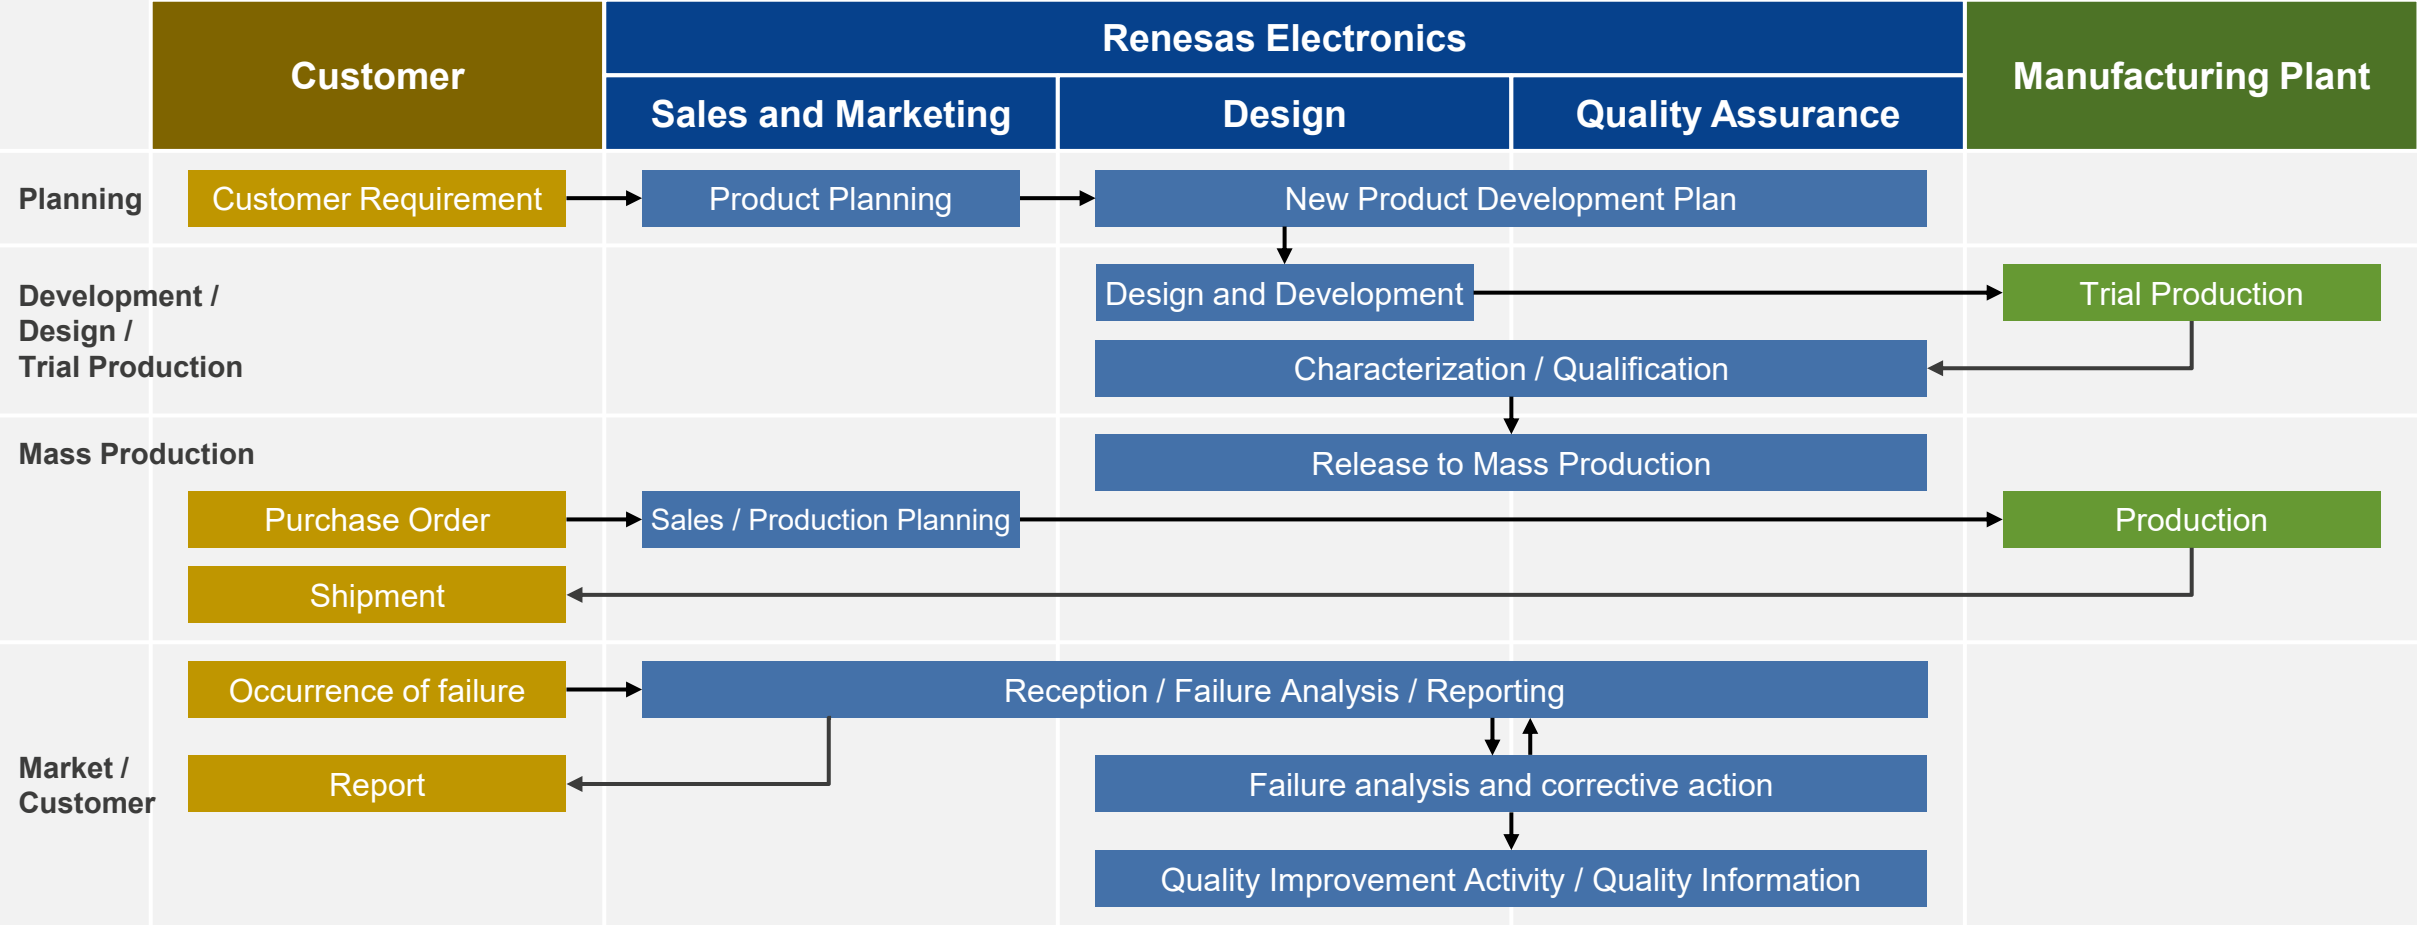 Customer
Renesas Electronics
Manufacturing Plant
Sales and Marketing
Design
Quality Assurance
Planning
Customer Requirement
Product Planning
New Product Development Plan
Development /
Design /
Trial Production
Design and Development
Trial Production
Characterization / Qualification
Mass Production
Release to Mass Production
Purchase Order
Sales / Production Planning
Production
Shipment
Market /
Customer
Occurrence of failure
Reception / Failure Analysis / Reporting
Report
Failure analysis and corrective action
Quality Improvement Activity / Quality Information